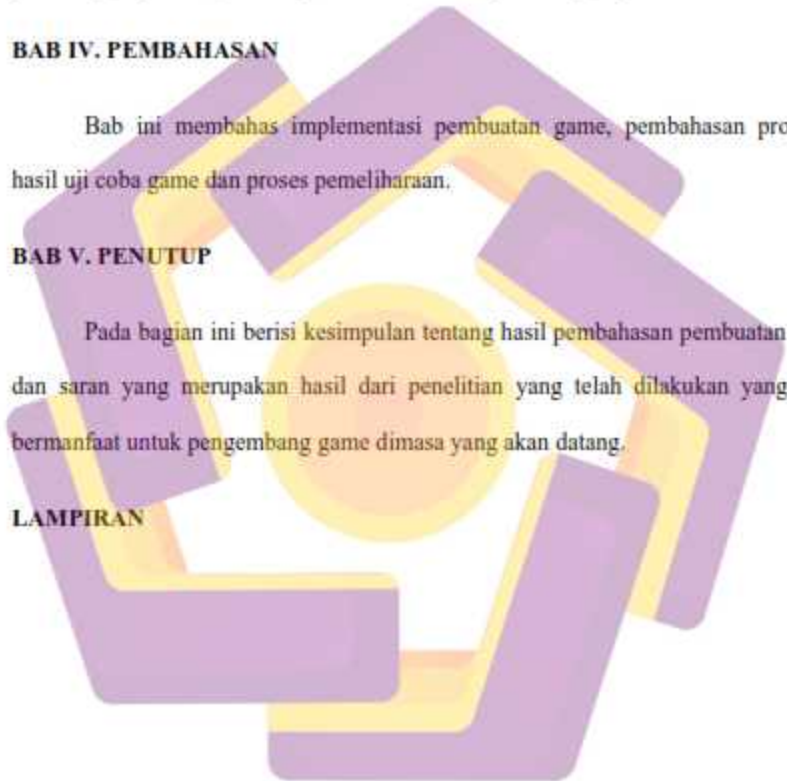 BAB IV. PEMBAHASAN
Bab ini membahas implementasi pembuatan game, pembahasan pro
hasil uji coba game dan proses pemeliharaan.
BAB V. PENUTUP
Pada bagian ini berisi kesimpulan tentang hasil pembahasan pembuatan
dan saran yang merupakan hasil dari penelitian yang telah dilakukan yang
bermanfaat untuk pengembang game dimasa yang akan datang.
LAMPIRAN